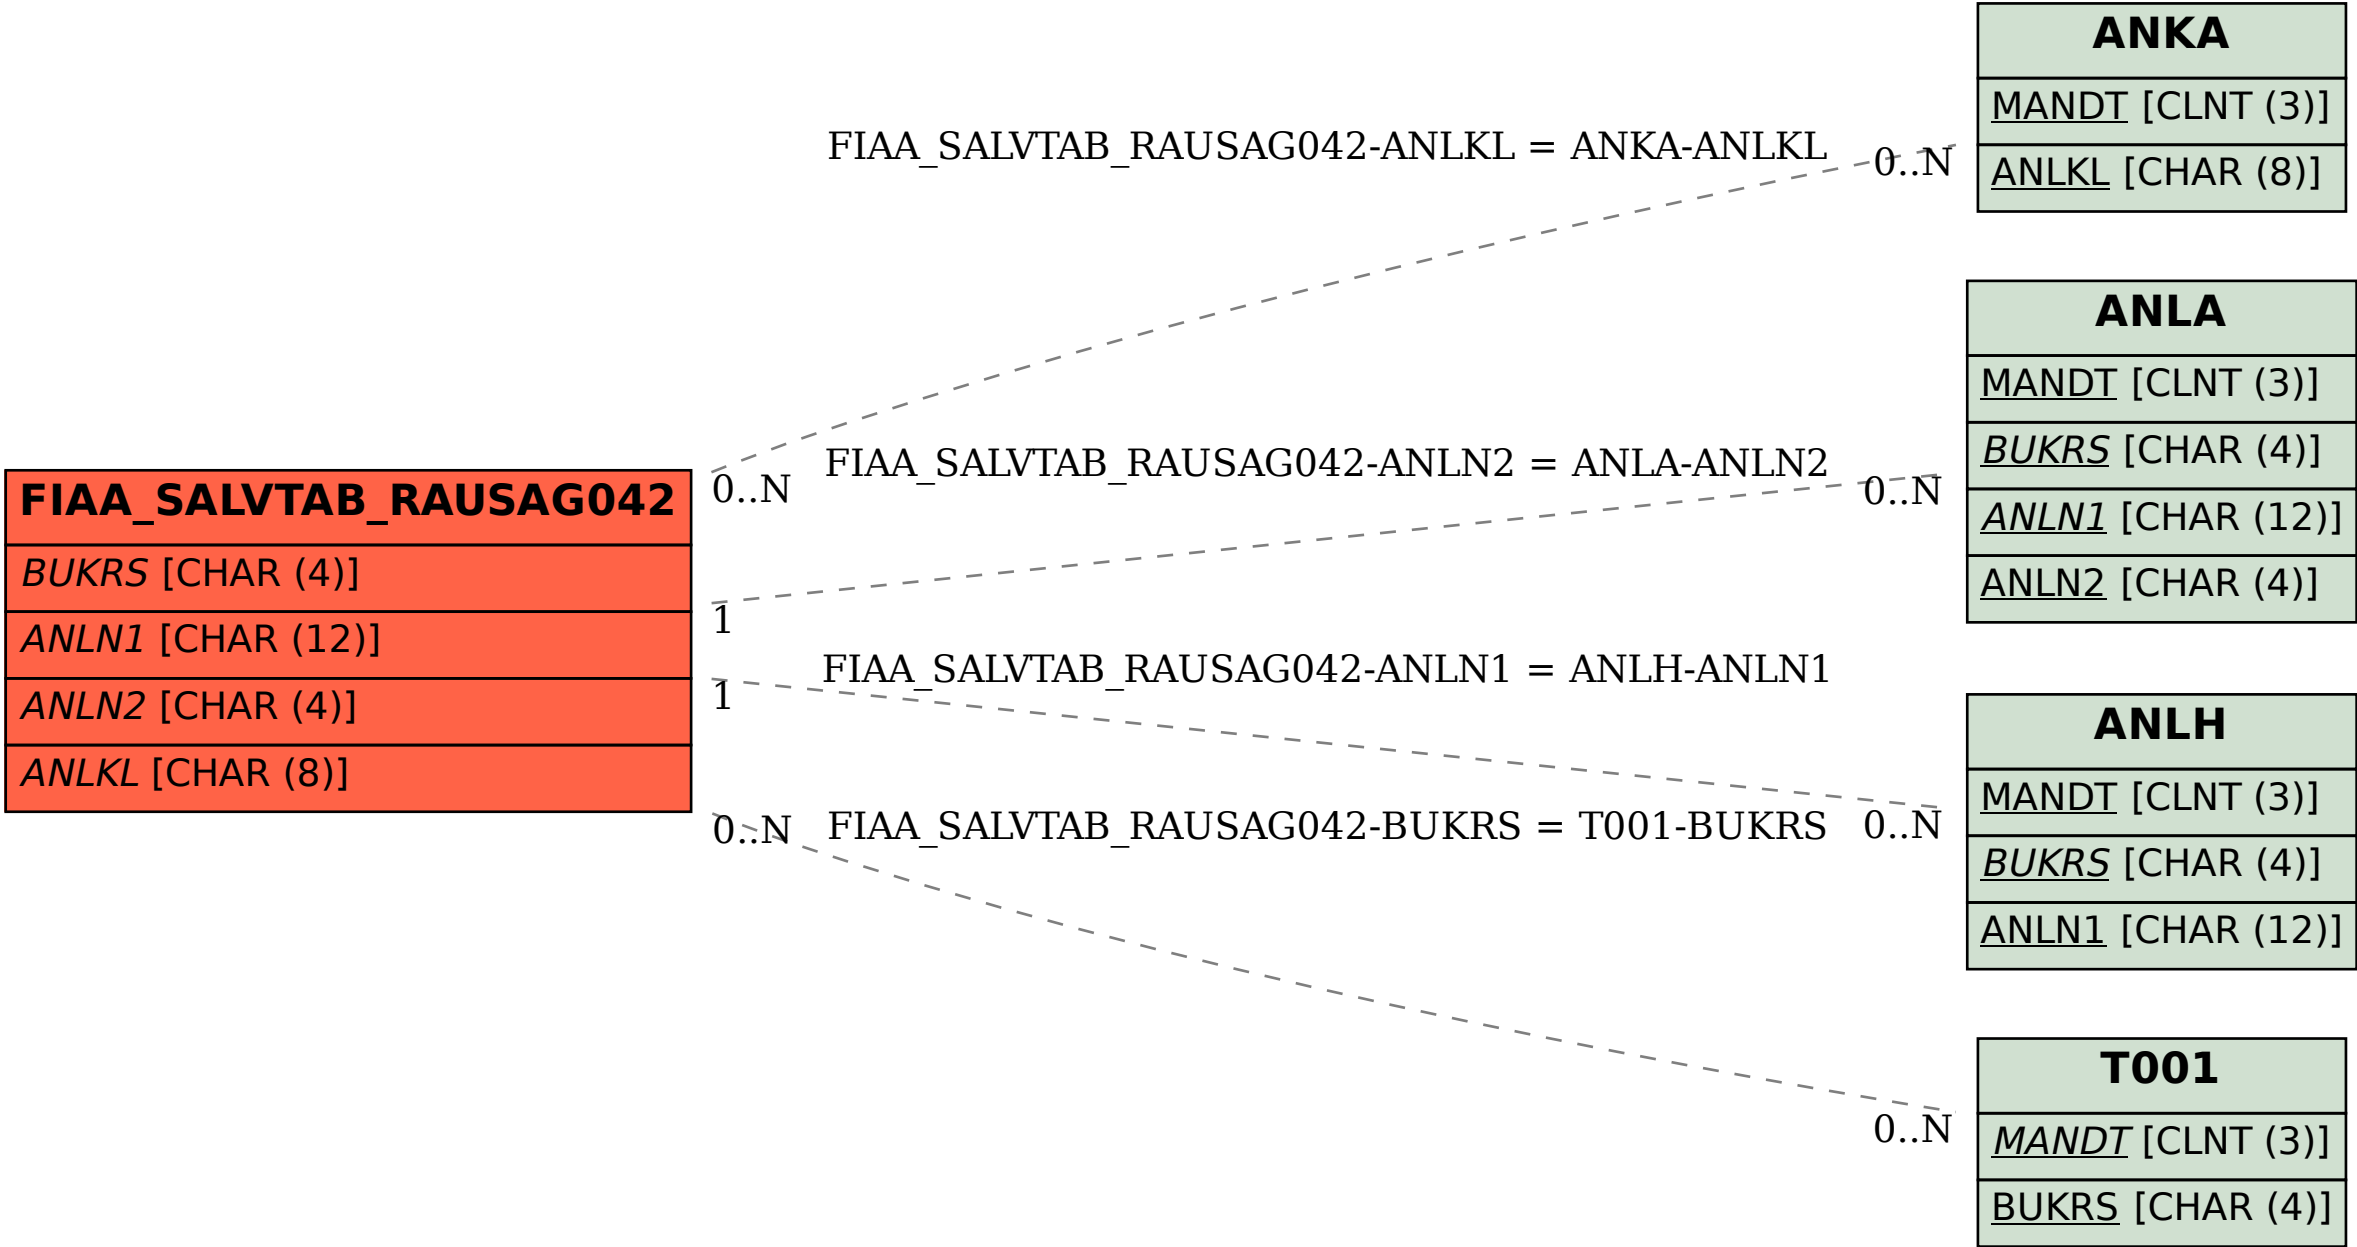 FIAA_SALVTAB_RAUSAG042
BUKRS [CHAR (4)]
ANLN1 [CHAR (12)]
ANLN2 [CHAR (4)]
ANLKL [CHAR (8)]
FIAA_SALVTAB_RAUSAG042-ANLKL = ANKA-ANLKL
0..N
0..N
FIAA_SALVTAB_RAUSAG042-ANLN2 = ANLA-ANLN2
0..N
1
FIAA_SALVTAB_RAUSAG042-ANLN1 = ANLH-ANLN1
1
0..N
FIAA_SALVTAB_RAUSAG042-BUKRS = T001-BUKRS
0..N
0..N
ANKA
MANDT [CLNT (3)]
ANLKL [CHAR (8)]
ANLA
MANDT [CLNT (3)]
BUKRS [CHAR (4)]
ANLN1 [CHAR (12)]
ANLN2 [CHAR (4)]
ANLH
MANDT [CLNT (3)]
BUKRS [CHAR (4)]
ANLN1 [CHAR (12)]
T001
MANDT [CLNT (3)]
BUKRS [CHAR (4)]